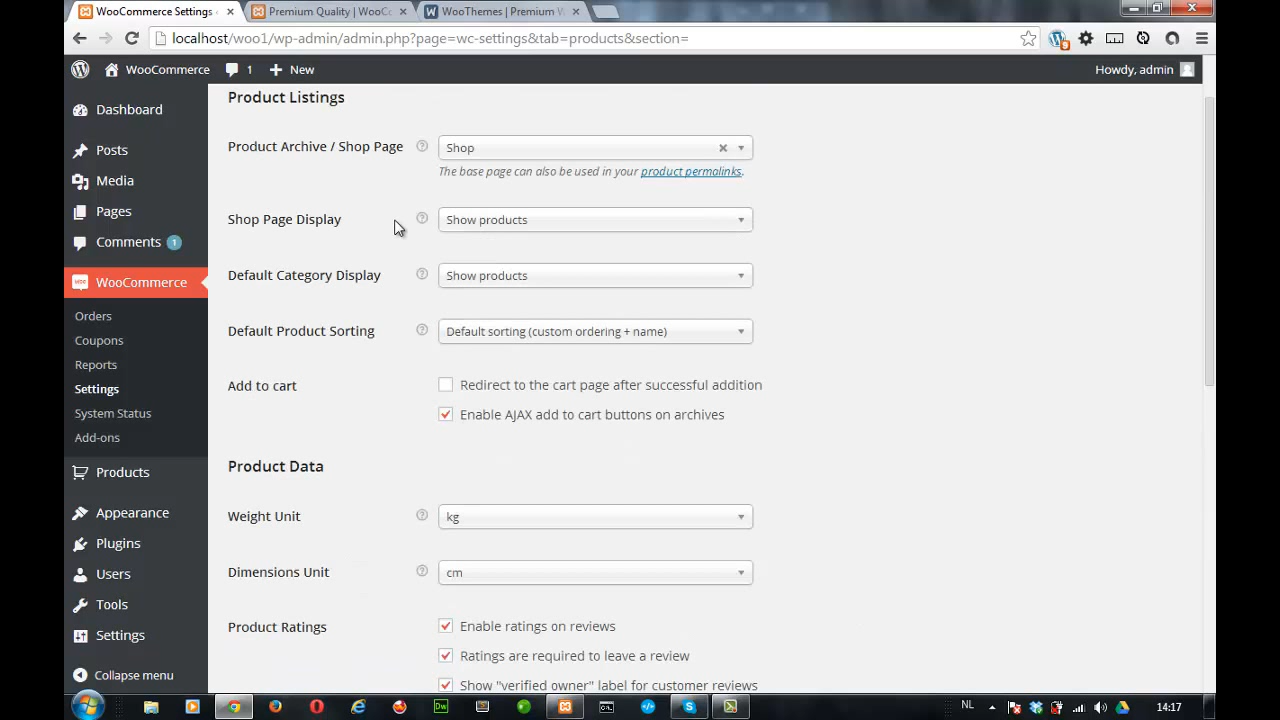 WooCommerce Settings
Premium Quality | WooCo
WooThemes | Premium W
localhost/woo1/wp-admin/admin.php?page=wc-settings&tab=products&section=
WooCommerce 1 New Howdy, admin
Dashboard
Posts
Media
Pages
Comments 1
WooCommerce
Orders
Coupons
Reports
Settings
System Status
Add-ons
Products
Appearance
Plugins
Users
Tools
Settings
Collapse menu
Product Listings
Product Archive / Shop Page ? Shop
The base page can also be used in your product permalinks.
Shop Page Display ? Show products
Default Category Display ? Show products
Default Product Sorting ? Default sorting (custom ordering + name)
Add to cart Redirect to the cart page after successful addition
Enable AJAX add to cart buttons on archives
Product Data
Weight Unit ? kg
Dimensions Unit ? cm
Product Ratings Enable ratings on reviews
Ratings are required to leave a review
Show "verified owner" label for customer reviews
NL 14:17